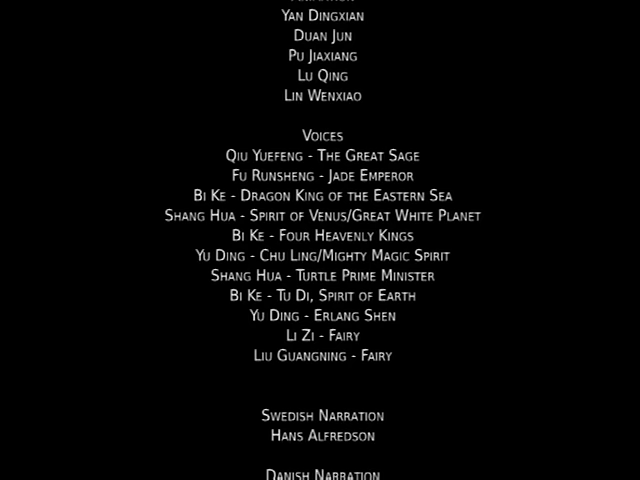 Yan Dingxian
Duan Jun
Pu Jiaxiang
Lu Qing
Lin Wenxiao
Voices
Qiu Yuefeng - The Great Sage
Fu Runsheng - Jade Emperor
Bi Ke - Dragon King of the Eastern Sea
Shang Hua - Spirit of Venus/Great White Planet
Bi Ke - Four Heavenly Kings
Yu Ding - Chu Ling/Mighty Magic Spirit
Shang Hua - Turtle Prime Minister
Bi Ke - Tu Di, Spirit of Earth
Yu Ding - Erlang Shen
Li Zi - Fairy
Liu Guangning - Fairy
Swedish Narration
Hans Alfredson
Danish Narration